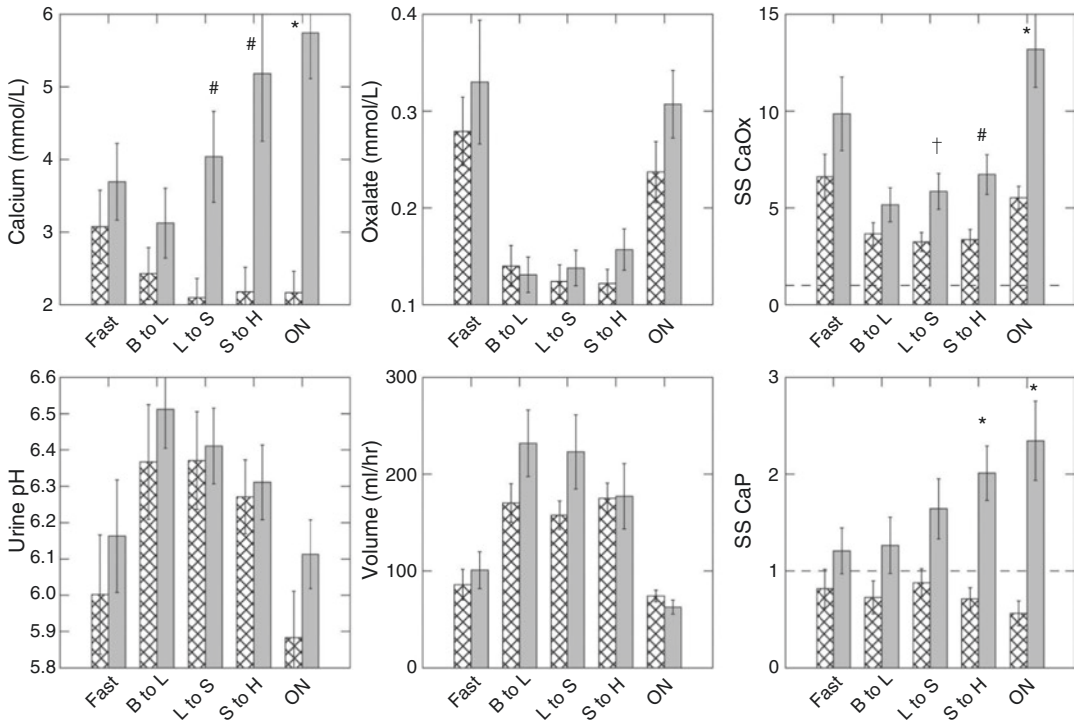 Calcium (mmol/L)
6
5
4
3
2
#
#
*
Fast
B to L
L to S
S to H
ON
Oxalate (mmol/L)
0.4
0.3
0.2
0.1
Fast
B to L
L to S
S to H
ON
SS CaOx
15
10
5
0
†
#
*
Fast
B to L
L to S
S to H
ON
Urine pH
6.6
6.5
6.4
6.3
6.2
6.1
6.0
5.9
5.8
Fast
B to L
L to S
S to H
ON
Volume (ml/hr)
300
200
100
0
Fast
B to L
L to S
S to H
ON
SS CaP
3
2
1
0
*
*
Fast
B to L
L to S
S to H
ON